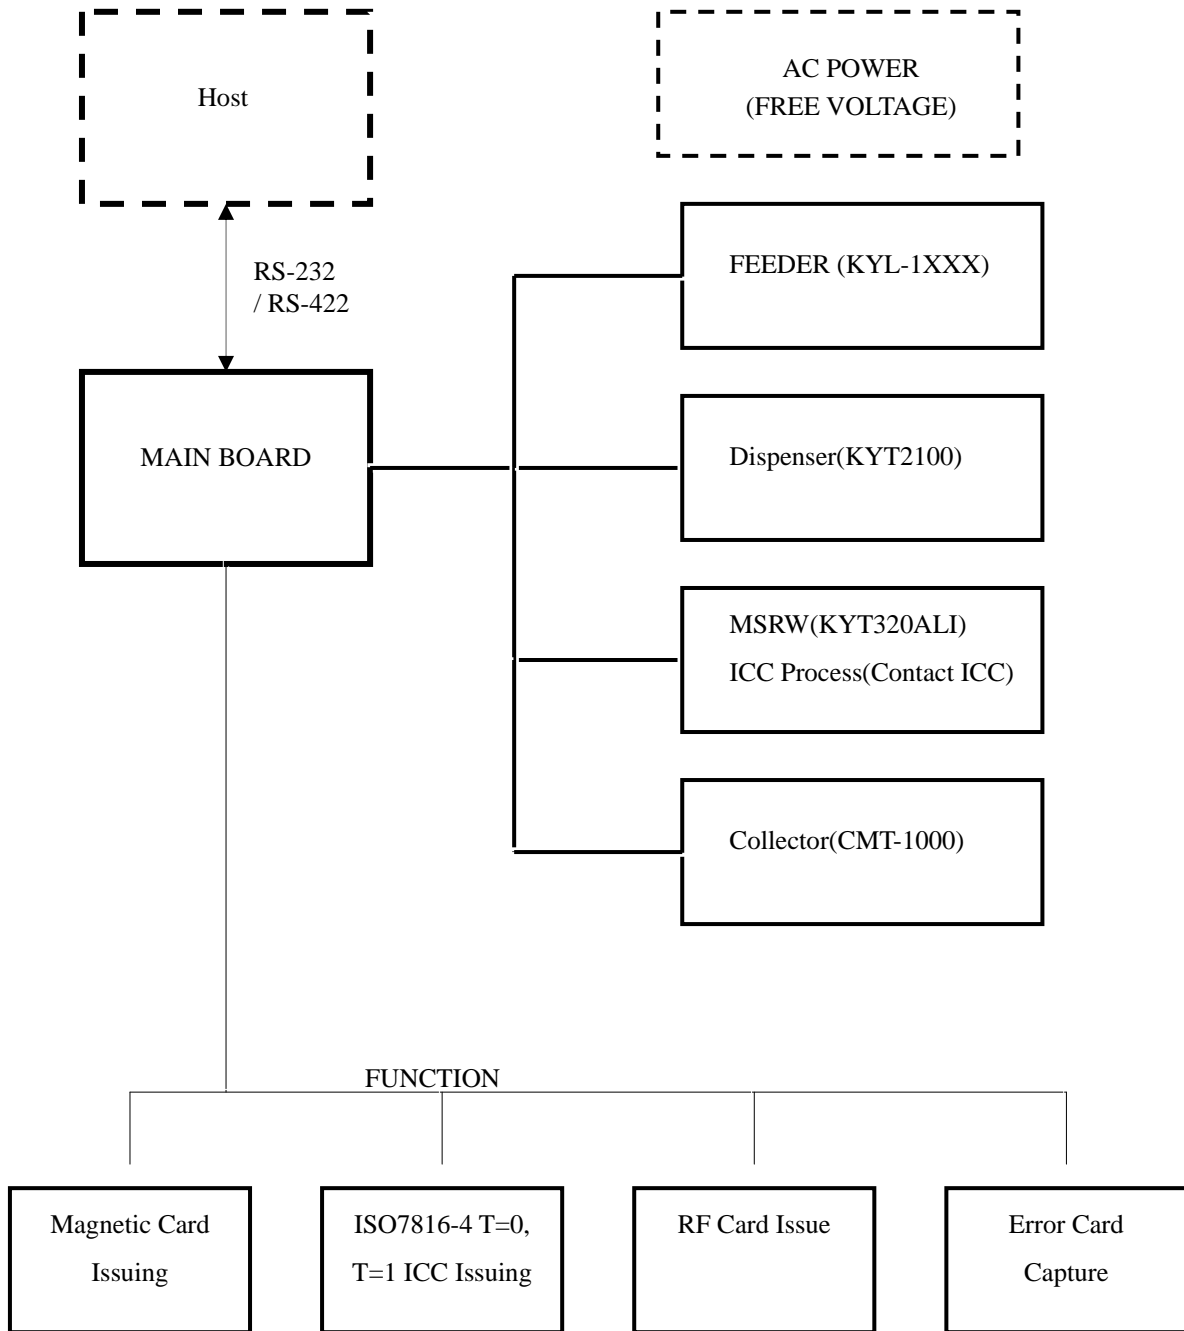 Host
AC POWER
(FREE VOLTAGE)
RS-232
/ RS-422
FEEDER (KYL-1XXX)
MAIN BOARD
Dispenser(KYT2100)
MSRW(KYT320ALI)
ICC Process(Contact ICC)
Collector(CMT-1000)
FUNCTION
Magnetic Card
Issuing
ISO7816-4 T=0,
T=1 ICC Issuing
RF Card Issue
Error Card
Capture